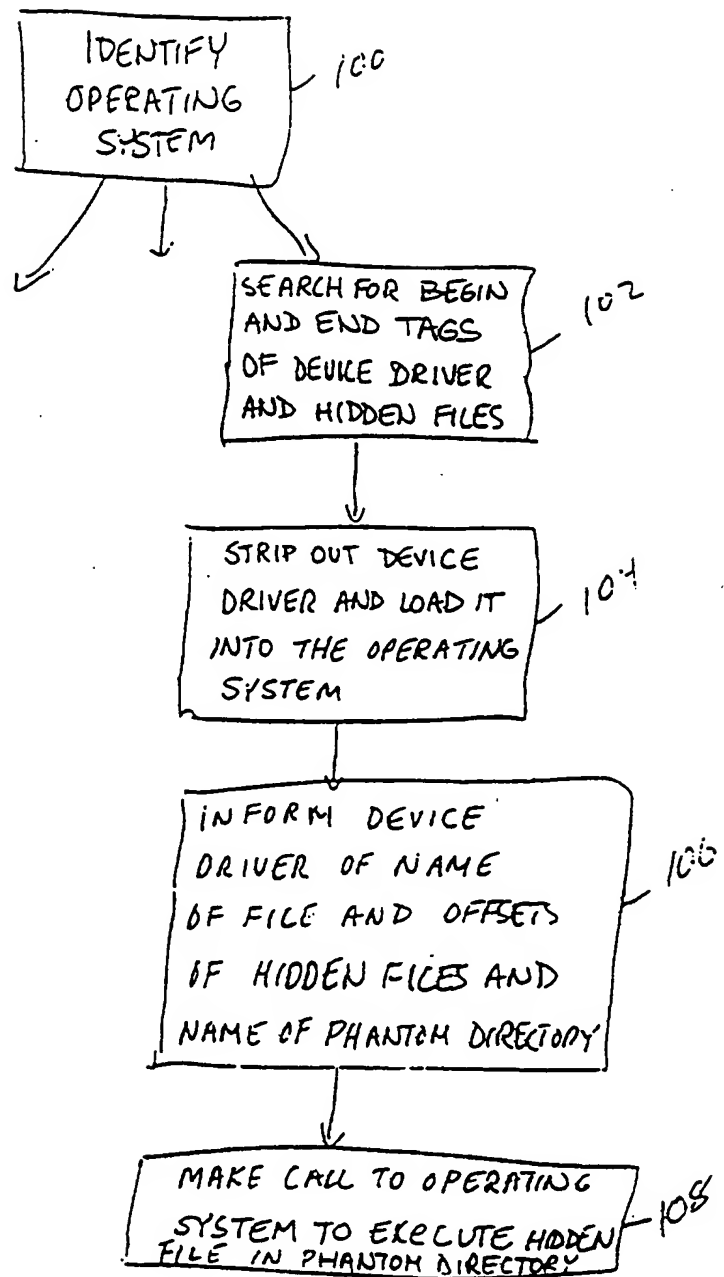 IDENTIFY
OPERATING
SYSTEM
100
SEARCH FOR BEGIN
AND END TAGS
OF DEVICE DRIVER
AND HIDDEN FILES
102
STRIP OUT DEVICE
DRIVER AND LOAD IT
INTO THE OPERATING
SYSTEM
104
INFORM DEVICE
DRIVER OF NAME
OF FILE AND OFFSETS
OF HIDDEN FILES AND
NAME OF PHANTOM DIRECTORY
106
MAKE CALL TO OPERATING
SYSTEM TO EXECUTE HIDDEN
FILE IN PHANTOM DIRECTORY
108